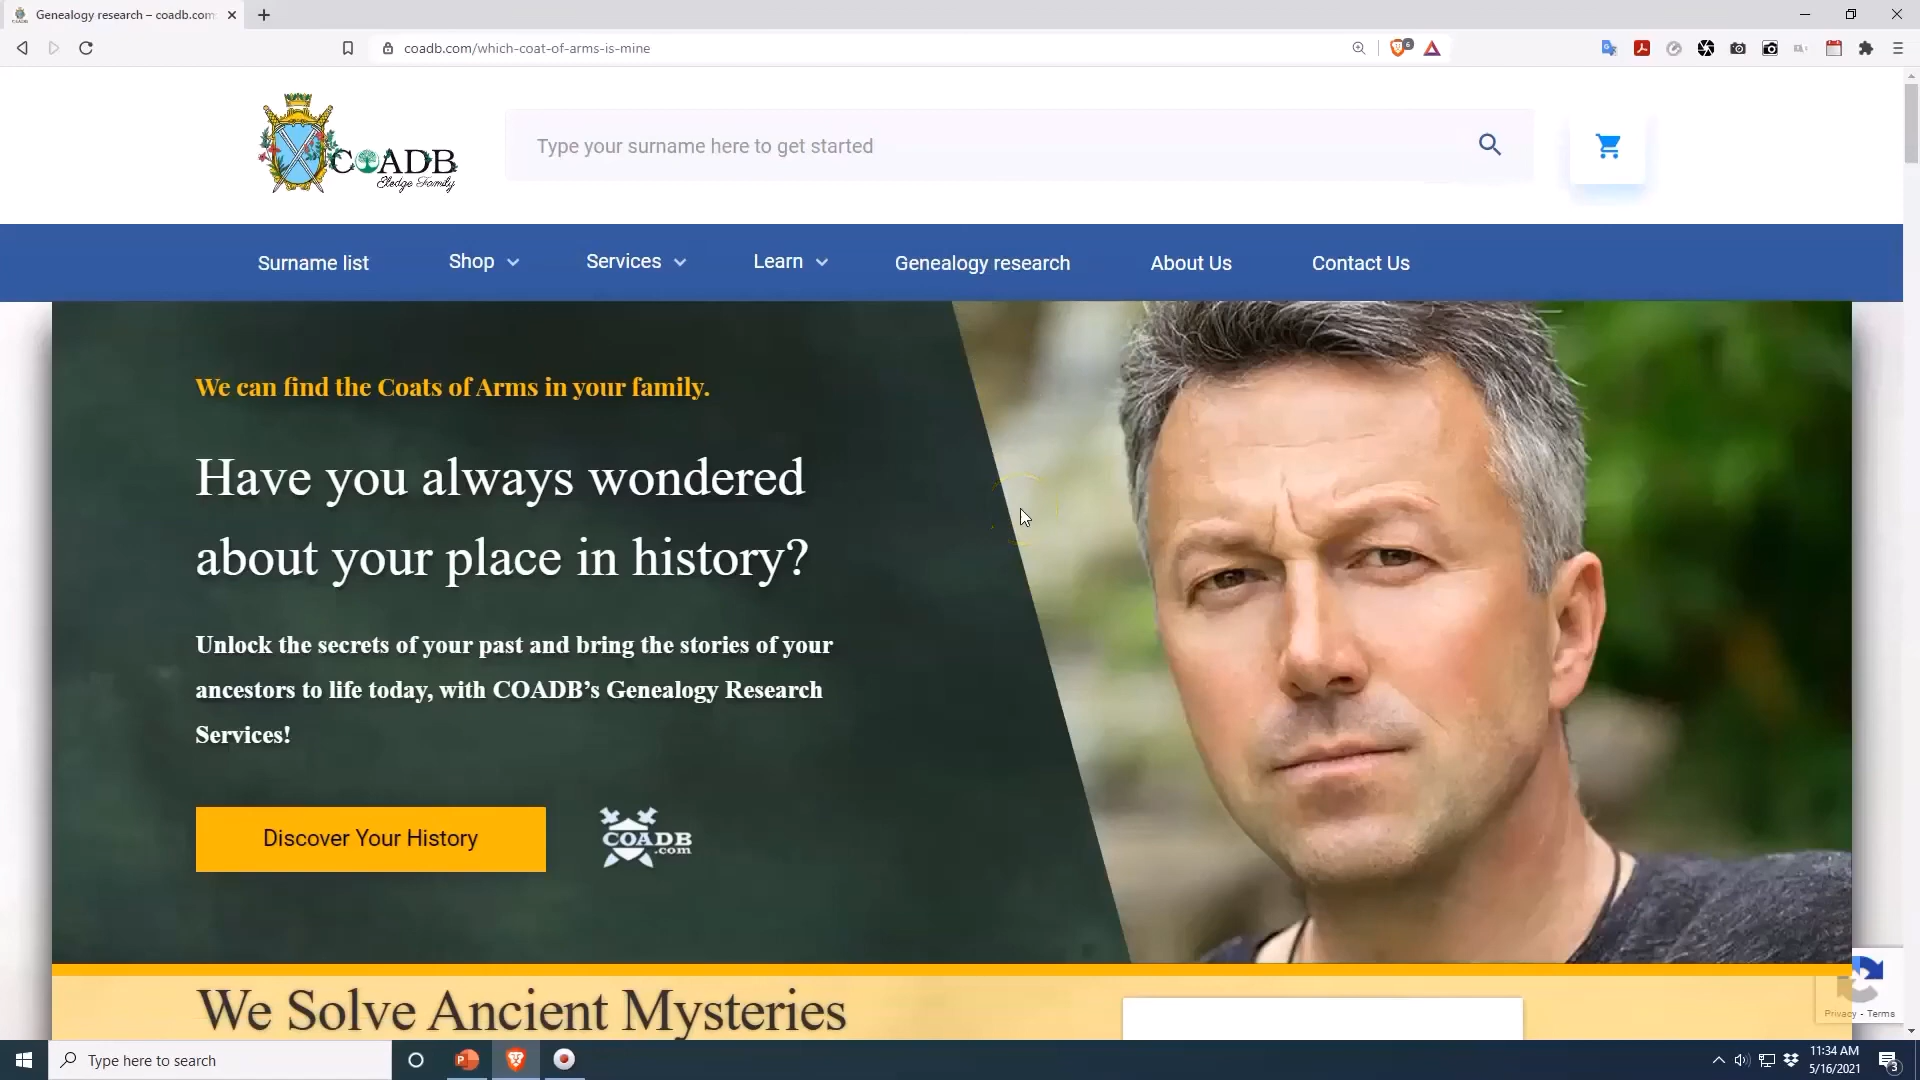 Genealogy research – coadb.com
coadb.com/which-coat-of-arms-is-mine
6
COADB
Eledge Family
Type your surname here to get started
Surname list
Shop
Services
Learn
Genealogy research
About Us
Contact Us
We can find the Coats of Arms in your family.
Have you always wondered
about your place in history?
Unlock the secrets of your past and bring the stories of your
ancestors to life today, with COADB’s Genealogy Research
Services!
Discover Your History
COADB
.com
We Solve Ancient Mysteries
Privacy - Terms
Type here to search
11:34 AM
5/16/2021
3